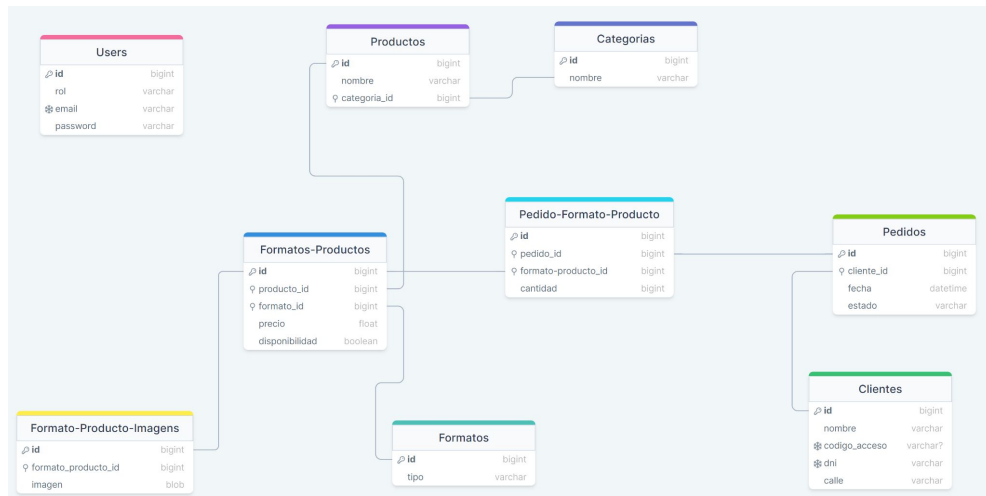 Users
id bigint
rol varchar
email varchar
password varchar
Productos
id bigint
nombre varchar
categoria_id bigint
Categorias
id bigint
nombre varchar
Pedido-Formato-Producto
id bigint
pedido_id bigint
formato-producto_id bigint
cantidad bigint
Pedidos
id bigint
cliente_id bigint
fecha datetime
estado varchar
Formatos-Productos
id bigint
producto_id bigint
formato_id bigint
precio float
disponibilidad boolean
Clientes
id bigint
nombre varchar
codigo_acceso varchar?
dni varchar
calle varchar
Formato-Producto-Imagens
id bigint
formato_producto_id bigint
imagen blob
Formatos
id bigint
tipo varchar